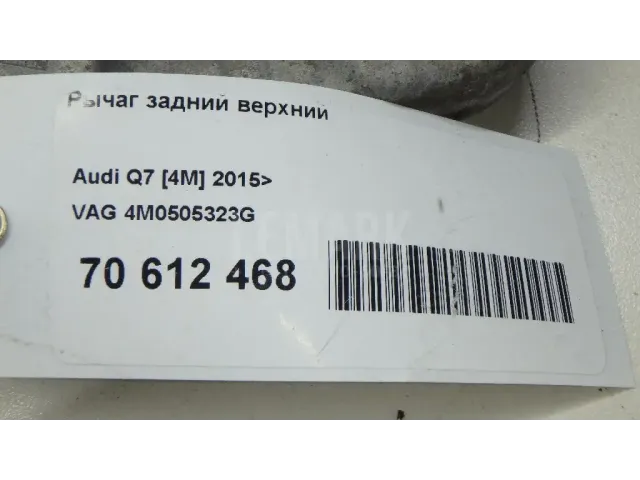 Рычаг задний верхний
Audi Q7 [4M] 2015>
VAG 4M0505323G
70 612 468